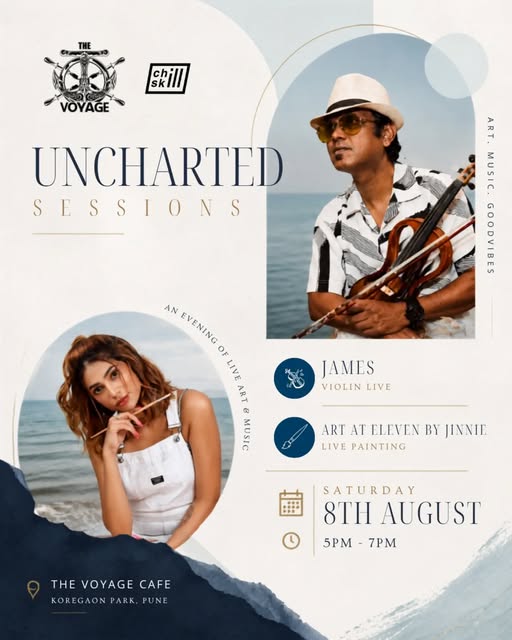 THE
VOYAGE
chill
skill
UNCHARTED
SESSIONS
ART. MUSIC. GOODVIBES
AN EVENING OF LIVE ART & MUSIC
JAMES
VIOLIN LIVE
ART AT ELEVEN BY JINNIE
LIVE PAINTING
SATURDAY
8TH AUGUST
5PM - 7PM
THE VOYAGE CAFE
KOREGAON PARK, PUNE